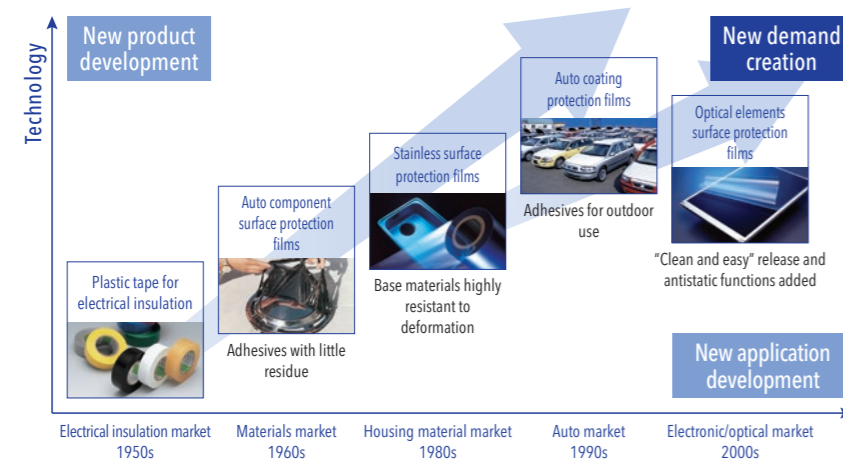 Technology
New product
development
New demand
creation
Auto coating
protection films
Optical elements
surface protection
films
Stainless surface
protection films
Auto component
surface protection
films
Plastic tape for
electrical insulation
Adhesives for outdoor
use
"Clean and easy" release and
antistatic functions added
Base materials highly
resistant to
deformation
Adhesives with little
residue
New application
development
Electrical insulation market
1950s
Materials market
1960s
Housing material market
1980s
Auto market
1990s
Electronic/optical market
2000s